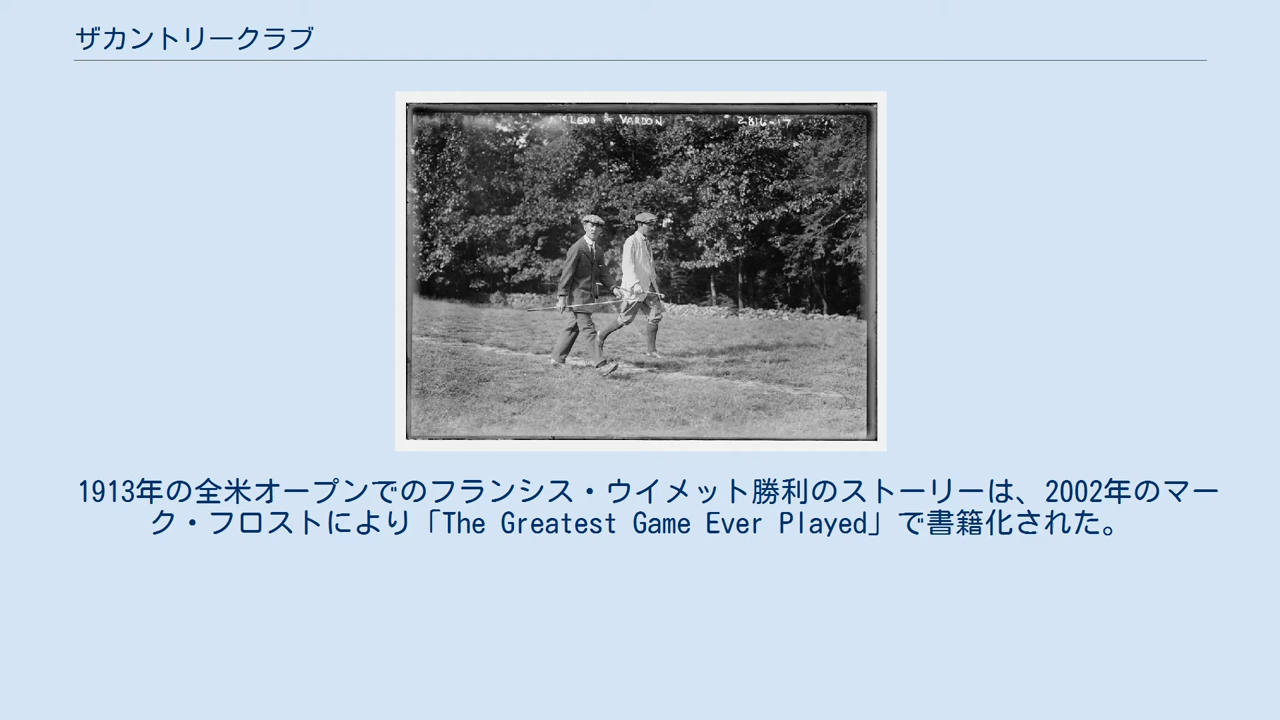 ザカントリークラブ
VARDON
2816-17
1913年の全米オープンでのフランシス・ウイメット勝利のストーリーは、2002年のマー
ク・フロストにより「The Greatest Game Ever Played」で書籍化された。